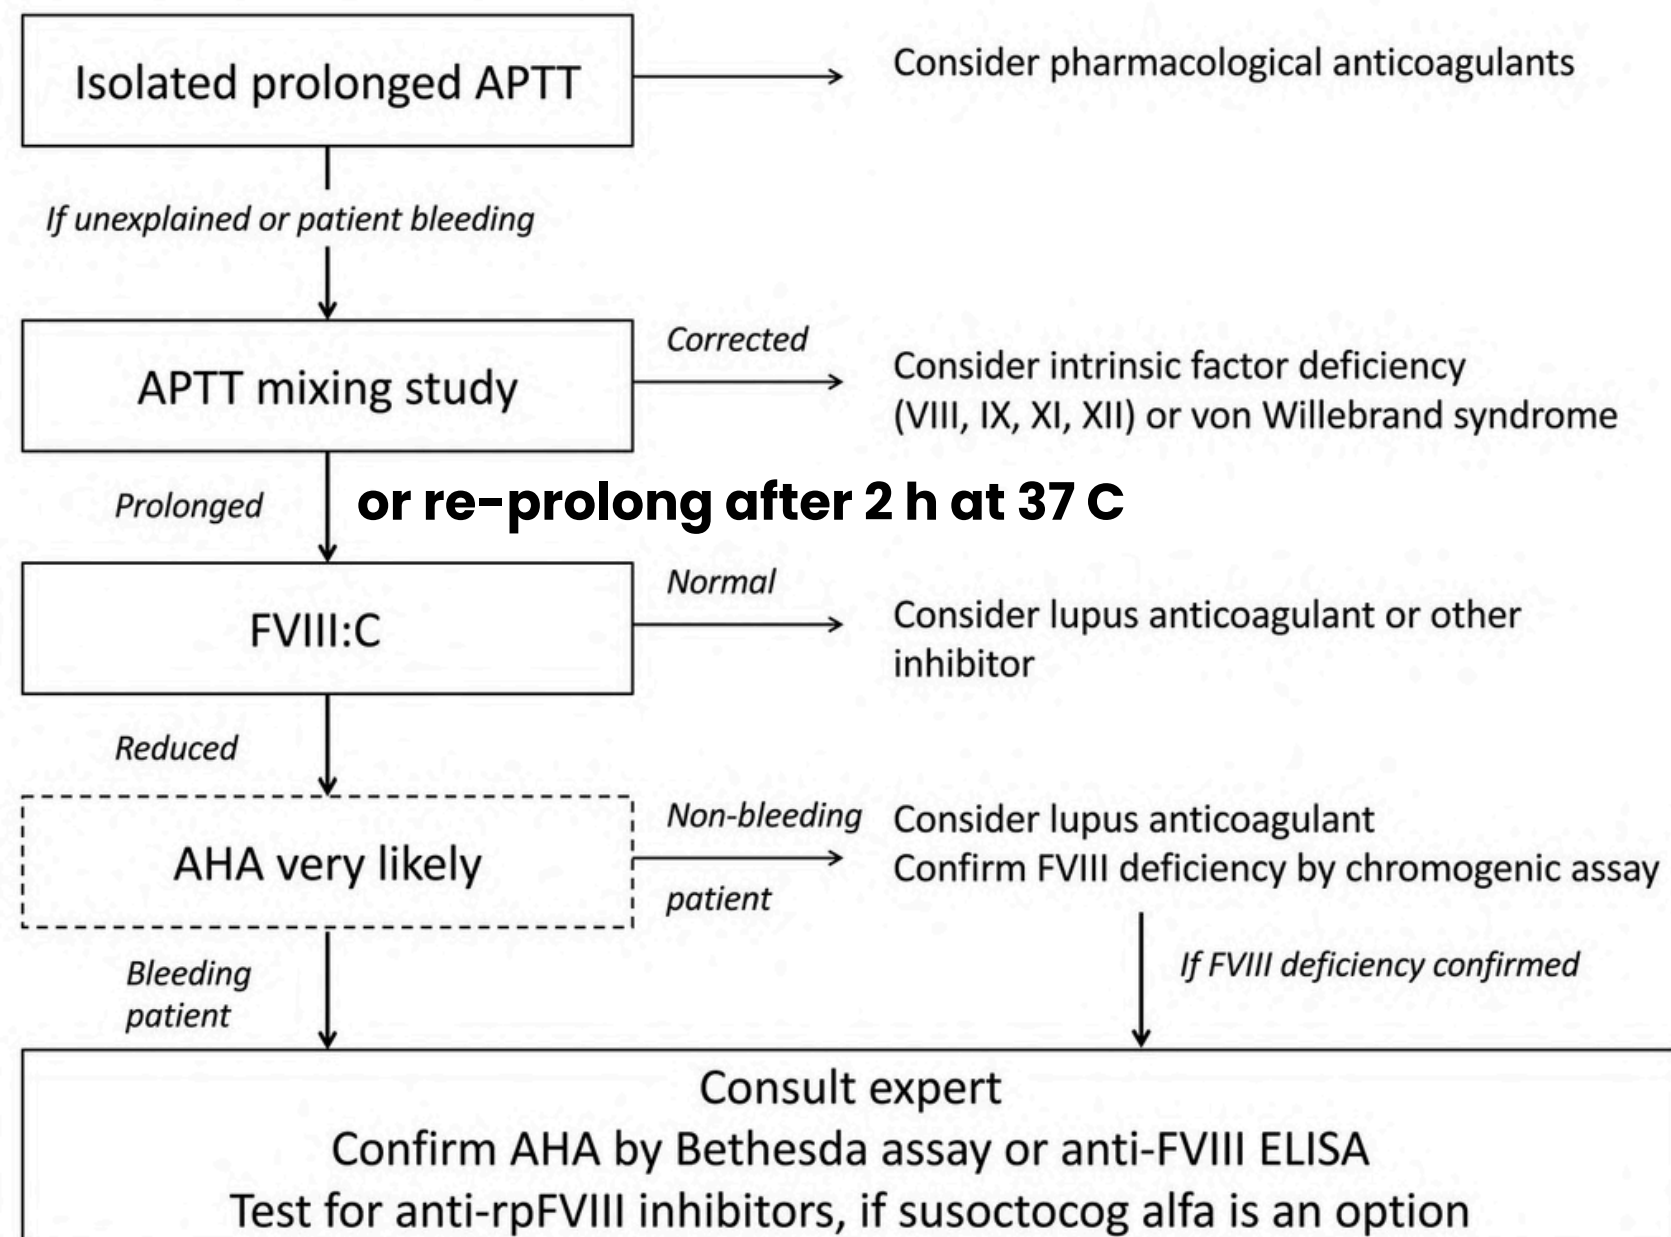 Isolated prolonged APTT
Consider pharmacological anticoagulants
If unexplained or patient bleeding
APTT mixing study
Corrected
Consider intrinsic factor deficiency
(VIII, IX, XI, XII) or von Willebrand syndrome
Prolonged
or re-prolong after 2 h at 37 C
FVIII:C
Normal
Consider lupus anticoagulant or other
inhibitor
Reduced
AHA very likely
Non-bleeding
patient
Consider lupus anticoagulant
Confirm FVIII deficiency by chromogenic assay
Bleeding
patient
If FVIII deficiency confirmed
Consult expert
Confirm AHA by Bethesda assay or anti-FVIII ELISA
Test for anti-rpFVIII inhibitors, if susoctocog alfa is an option